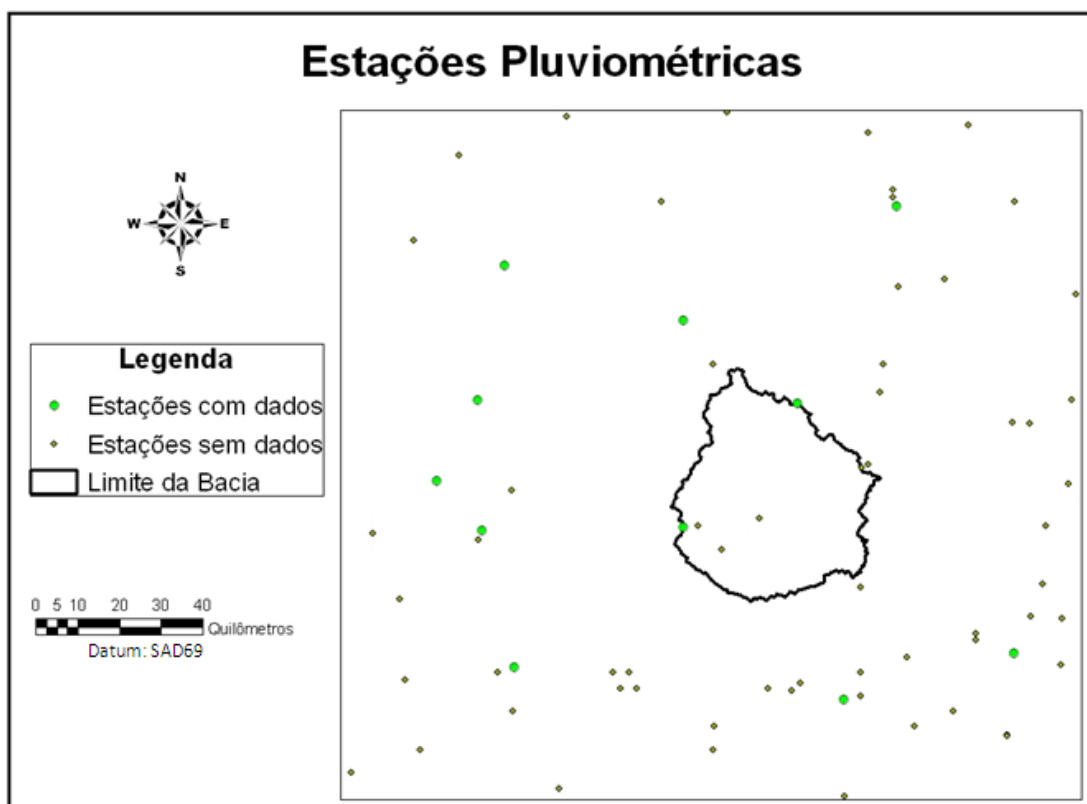 Estações Pluviométricas
N
W E
S
Legenda
Estações com dados
Estações sem dados
Limite da Bacia
0 5 10 20 30 40
Quilômetros
Datum: SAD69